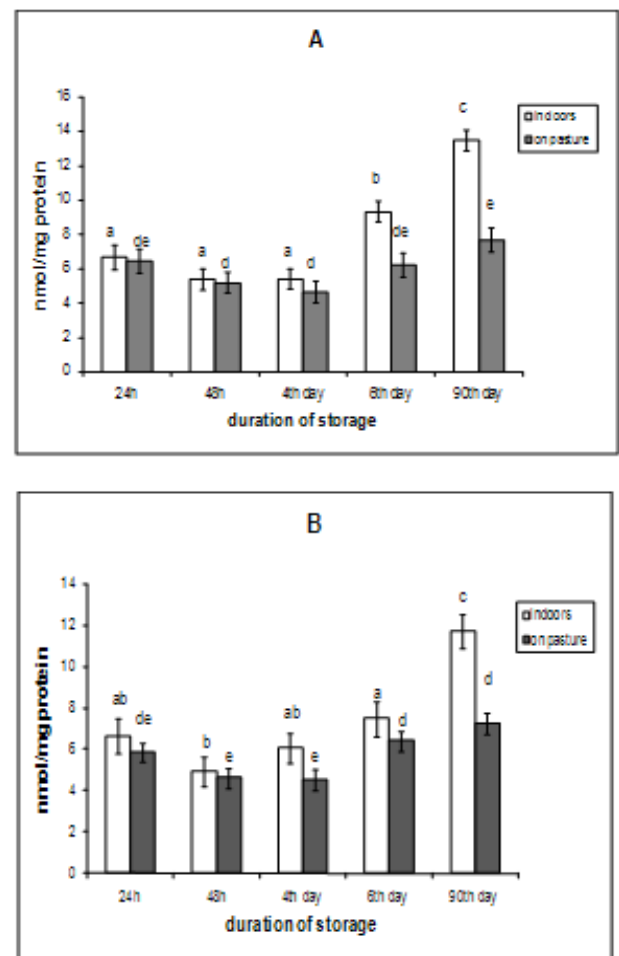 A
16
14
12
10
8
6
4
2
0
nmol/mg protein
a de a d a d b de c e
indoors
on pasture
24h 48h 4th day 6th day 90th day
duration of storage
B
14
12
10
8
6
4
2
0
nmol/mg protein
ab de b e ab e a d c d
indoors
on pasture
24h 48h 4th day 6th day 90th day
duration of storage